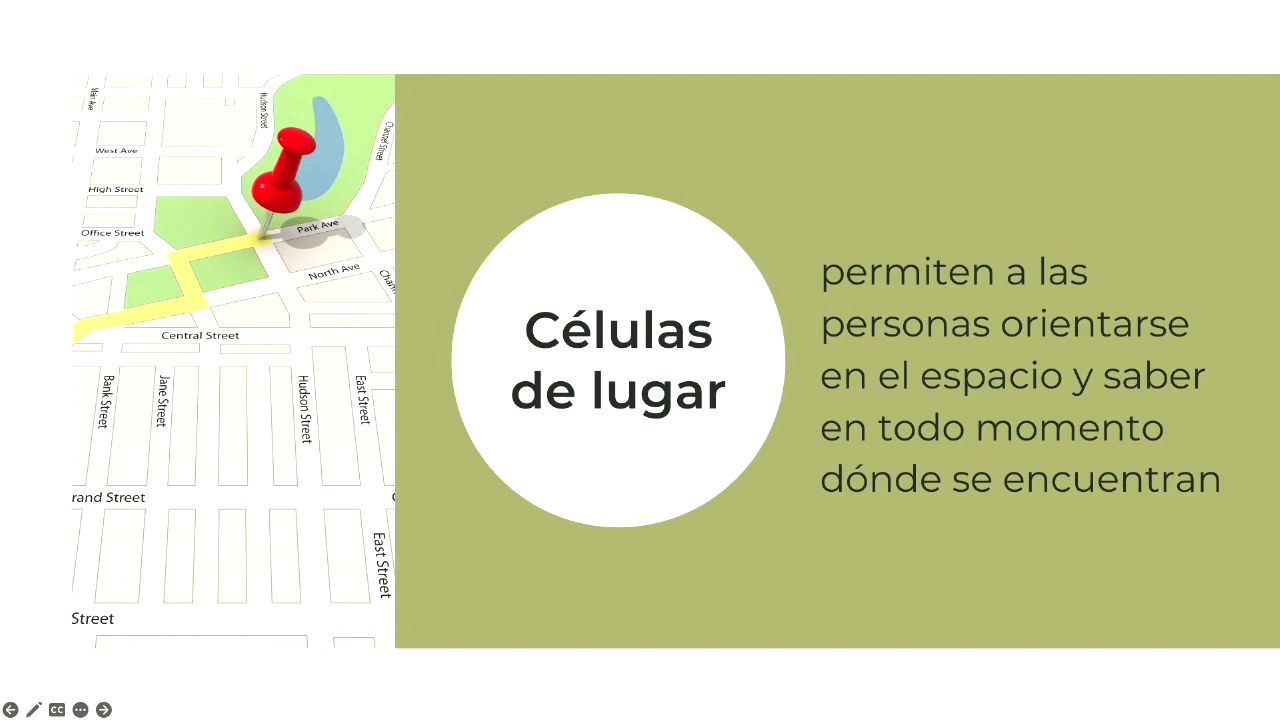 Main Ave
Hudson Street
Channel Street
West Ave
High Street
Office Street
Park Ave
North Ave
Central Street
Bank Street
Jane Street
Hudson Street
East Street
rand Street
East Street
Street
Células
de lugar
permiten a las
personas orientarse
en el espacio y saber
en todo momento
dónde se encuentran
CC